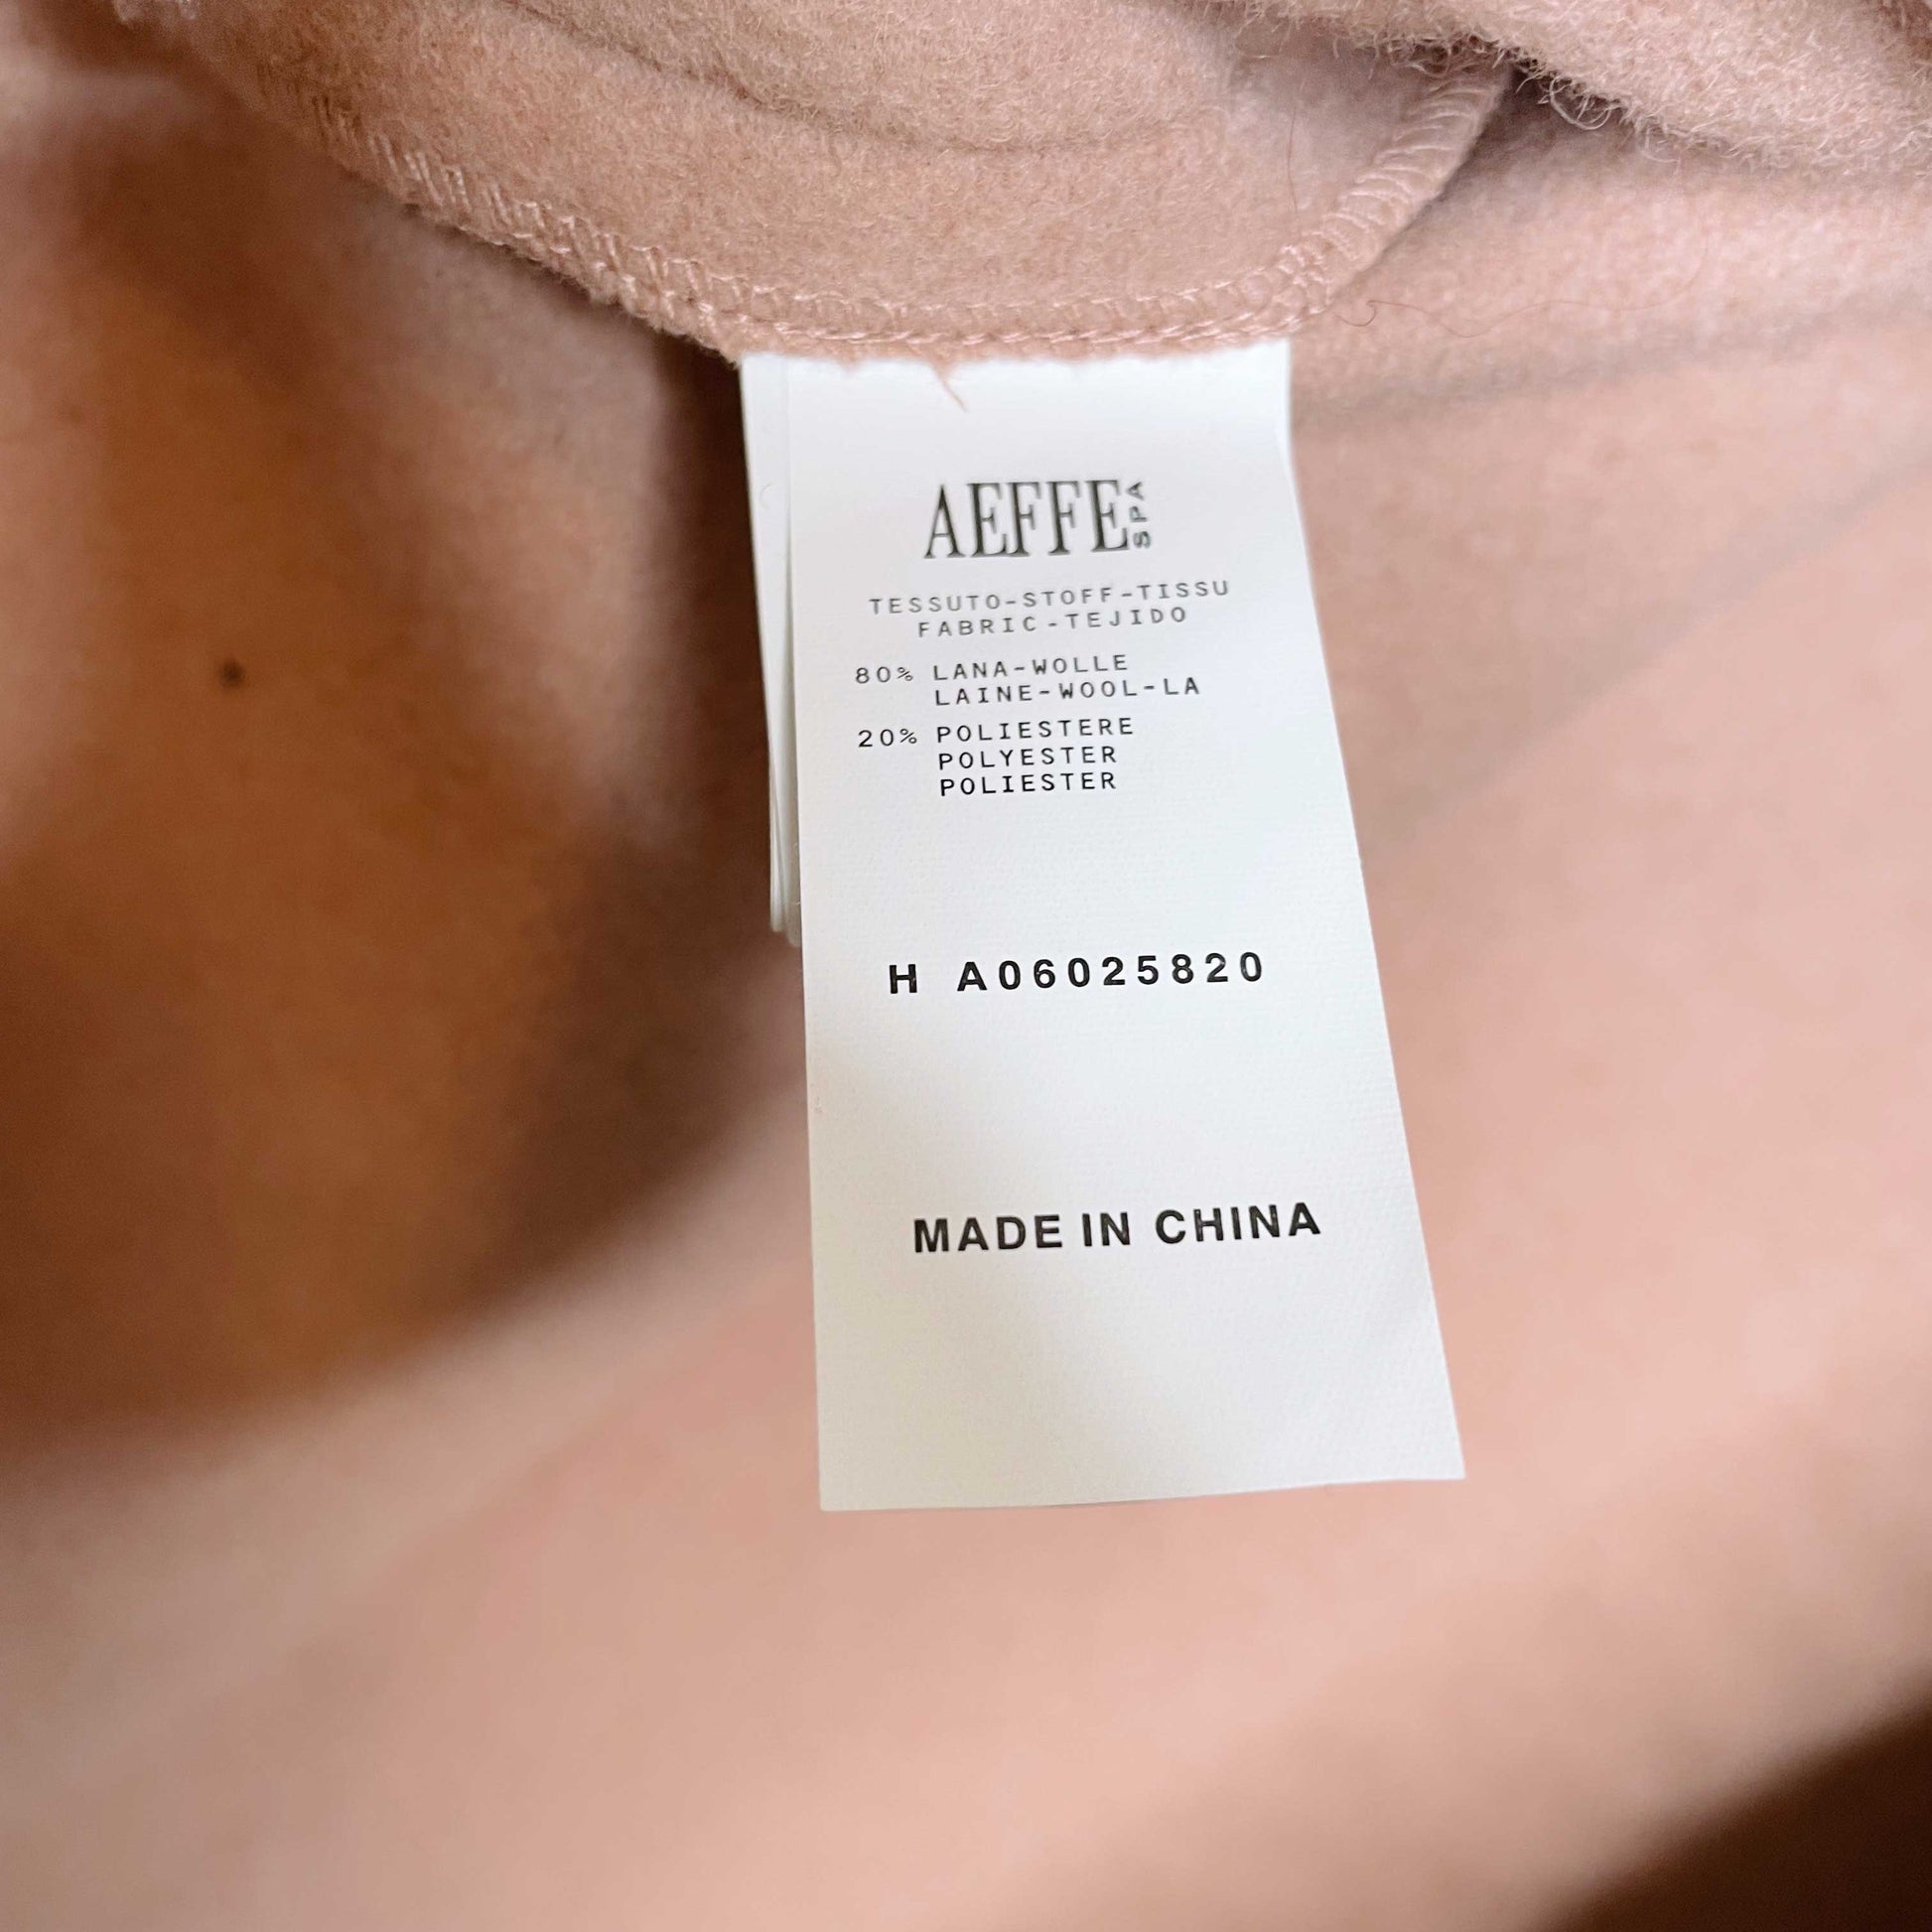 AEFFE SPA
TESSUTO-STOFF-TISSU
FABRIC-TEJIDO
80% LANA-WOLLE
LAINE-WOOL-LA
20% POLIESTERE
POLYESTER
POLIESTER
H A06025820
MADE IN CHINA